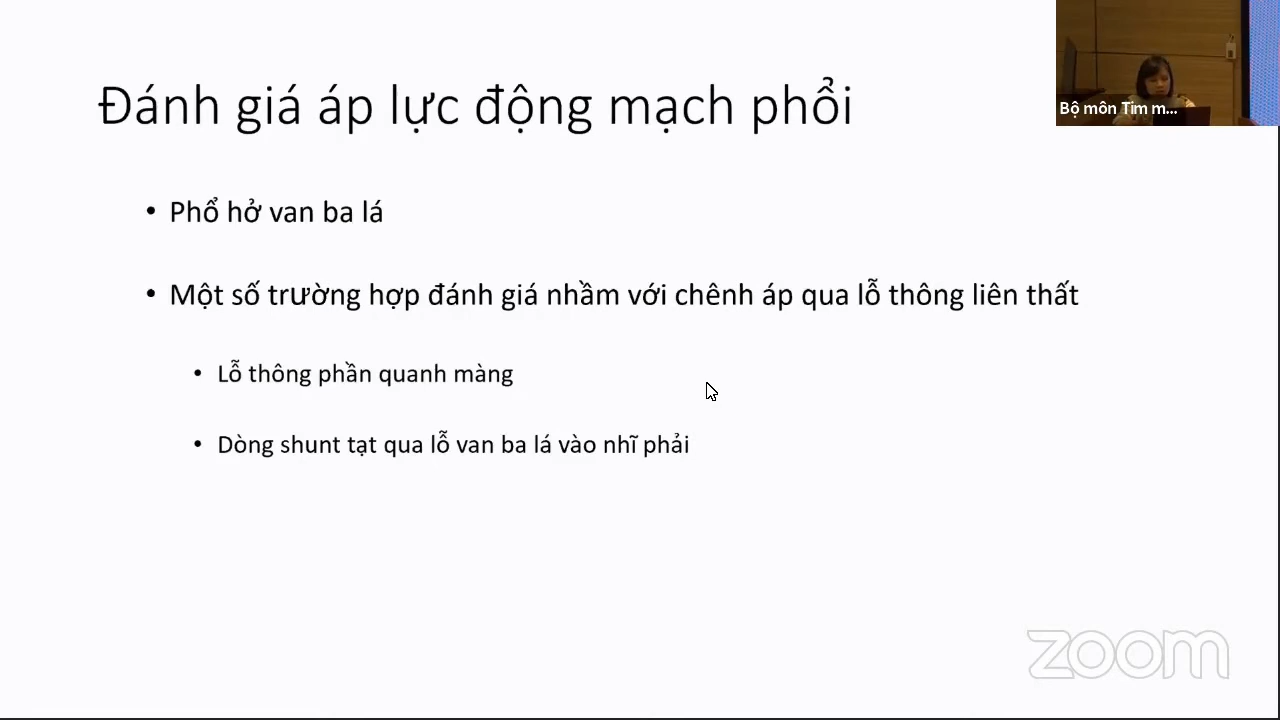 Đánh giá áp lực động mạch phổi
Bộ môn Tim m...
• Phổ hở van ba lá
• Một số trường hợp đánh giá nhầm với chênh áp qua lỗ thông liên thất
• Lỗ thông phần quanh màng
• Dòng shunt tạt qua lỗ van ba lá vào nhĩ phải
zoom